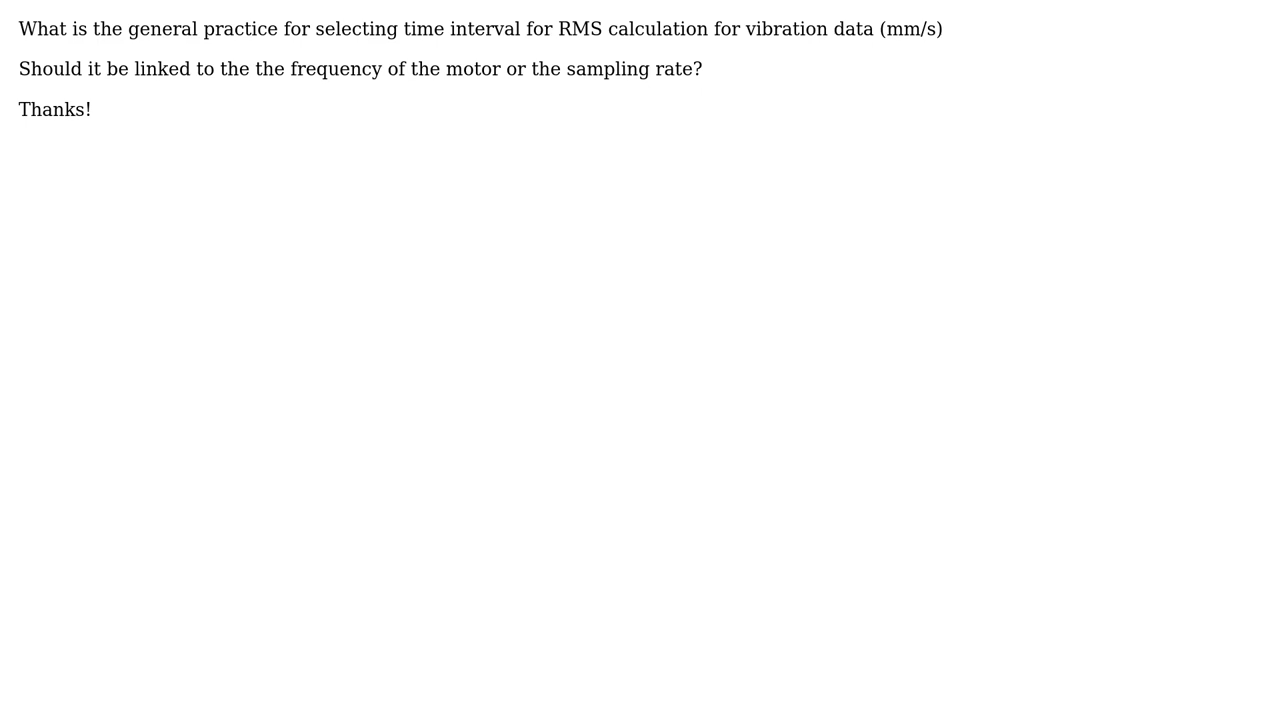 What is the general practice for selecting time interval for RMS calculation for vibration data (mm/s)
Should it be linked to the the frequency of the motor or the sampling rate?
Thanks!